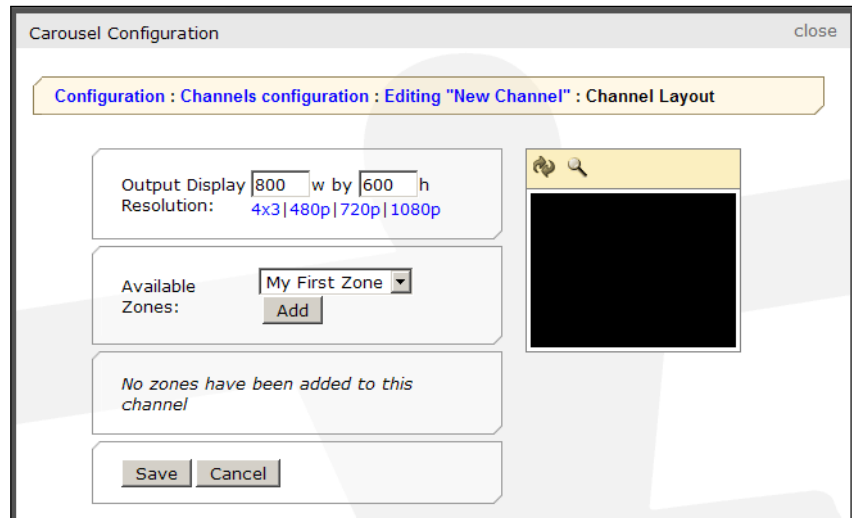 Carousel Configuration
close
Configuration : Channels configuration : Editing "New Channel" : Channel Layout
Output Display 800 w by 600 h
Resolution: 4x3|480p|720p|1080p
Available
Zones:
My First Zone
Add
No zones have been added to this
channel
Save Cancel